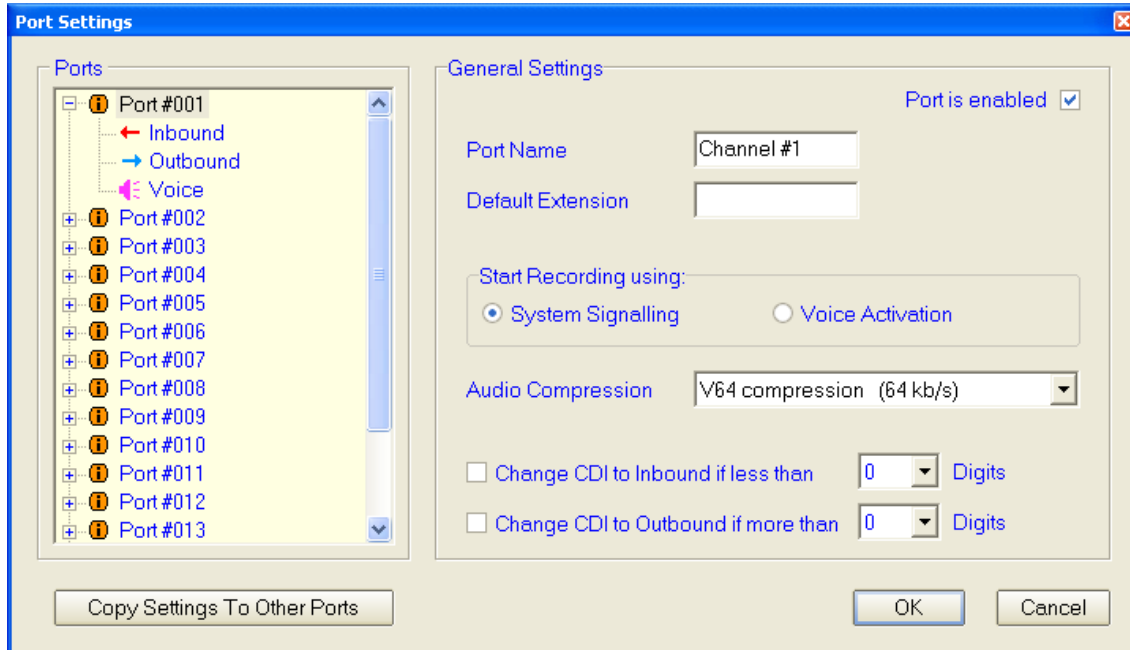 Port Settings
Ports
Port #001
Inbound
Outbound
Voice
Port #002
Port #003
Port #004
Port #005
Port #006
Port #007
Port #008
Port #009
Port #010
Port #011
Port #012
Port #013
Copy Settings To Other Ports
General Settings
Port is enabled
Port Name Channel #1
Default Extension
Start Recording using:
System Signalling Voice Activation
Audio Compression V64 compression (64 kb/s)
Change CDI to Inbound if less than 0 Digits
Change CDI to Outbound if more than 0 Digits
OK Cancel